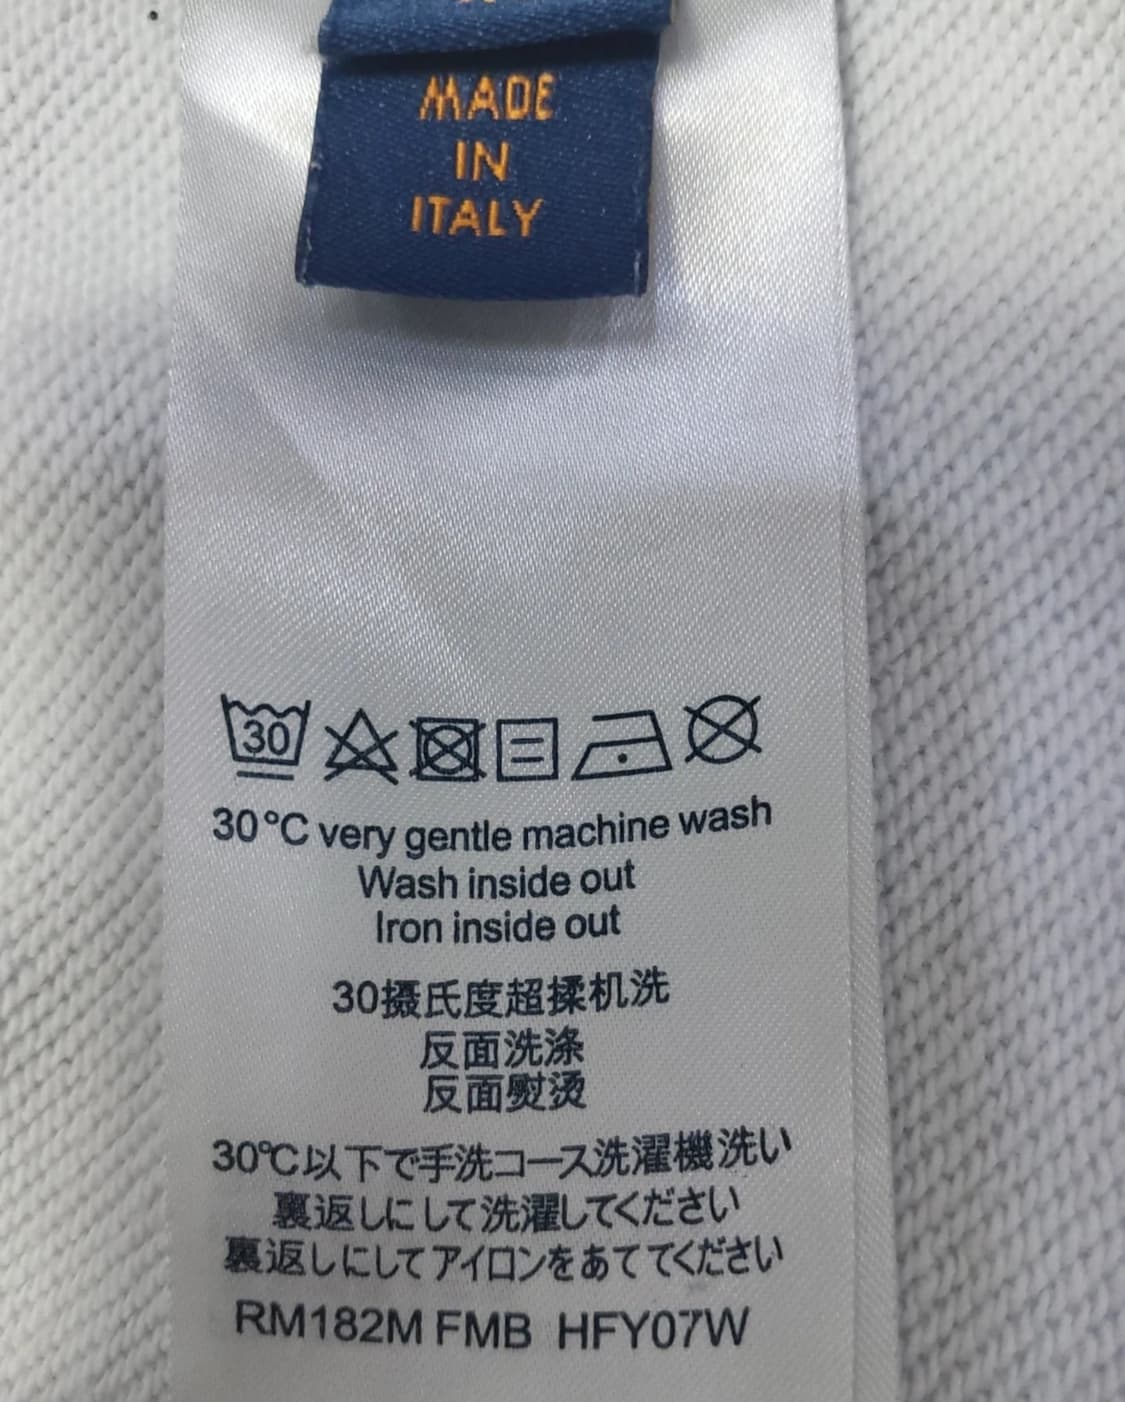 MADE
IN
ITALY
30
30°C very gentle machine wash
Wash inside out
Iron inside out
30摄氏度超揉机洗
反面洗涤
反面熨烫
30℃以下で手洗コース洗濯機洗い
裏返しにして洗濯してください
裏返しにしてアイロンをあててください
RM182M FMB HFY07W